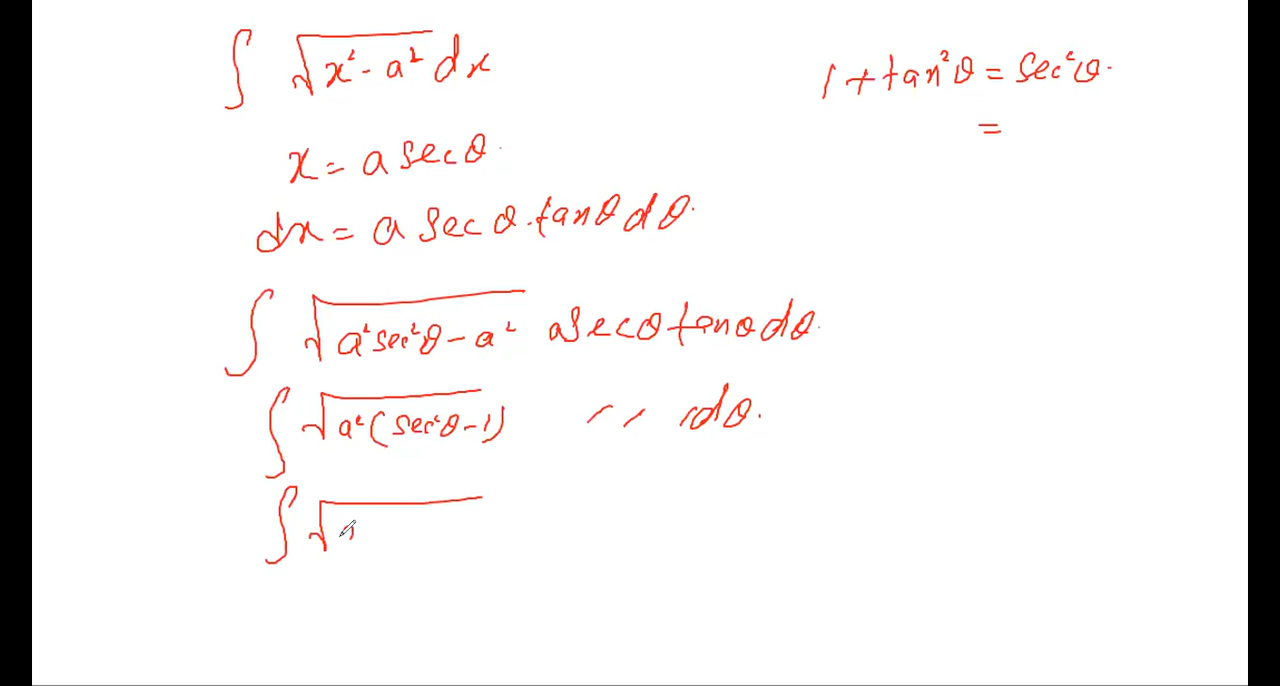 ∫ √(x² - a²) dx
1 + tan²θ = sec²θ.
=
x = a secθ.
dx = a secθ.tanθ dθ.
∫ √(a²sec²θ - a²) a secθ tanθ dθ.
∫ √(a²(sec²θ - 1)) ′′ dθ.
∫ √